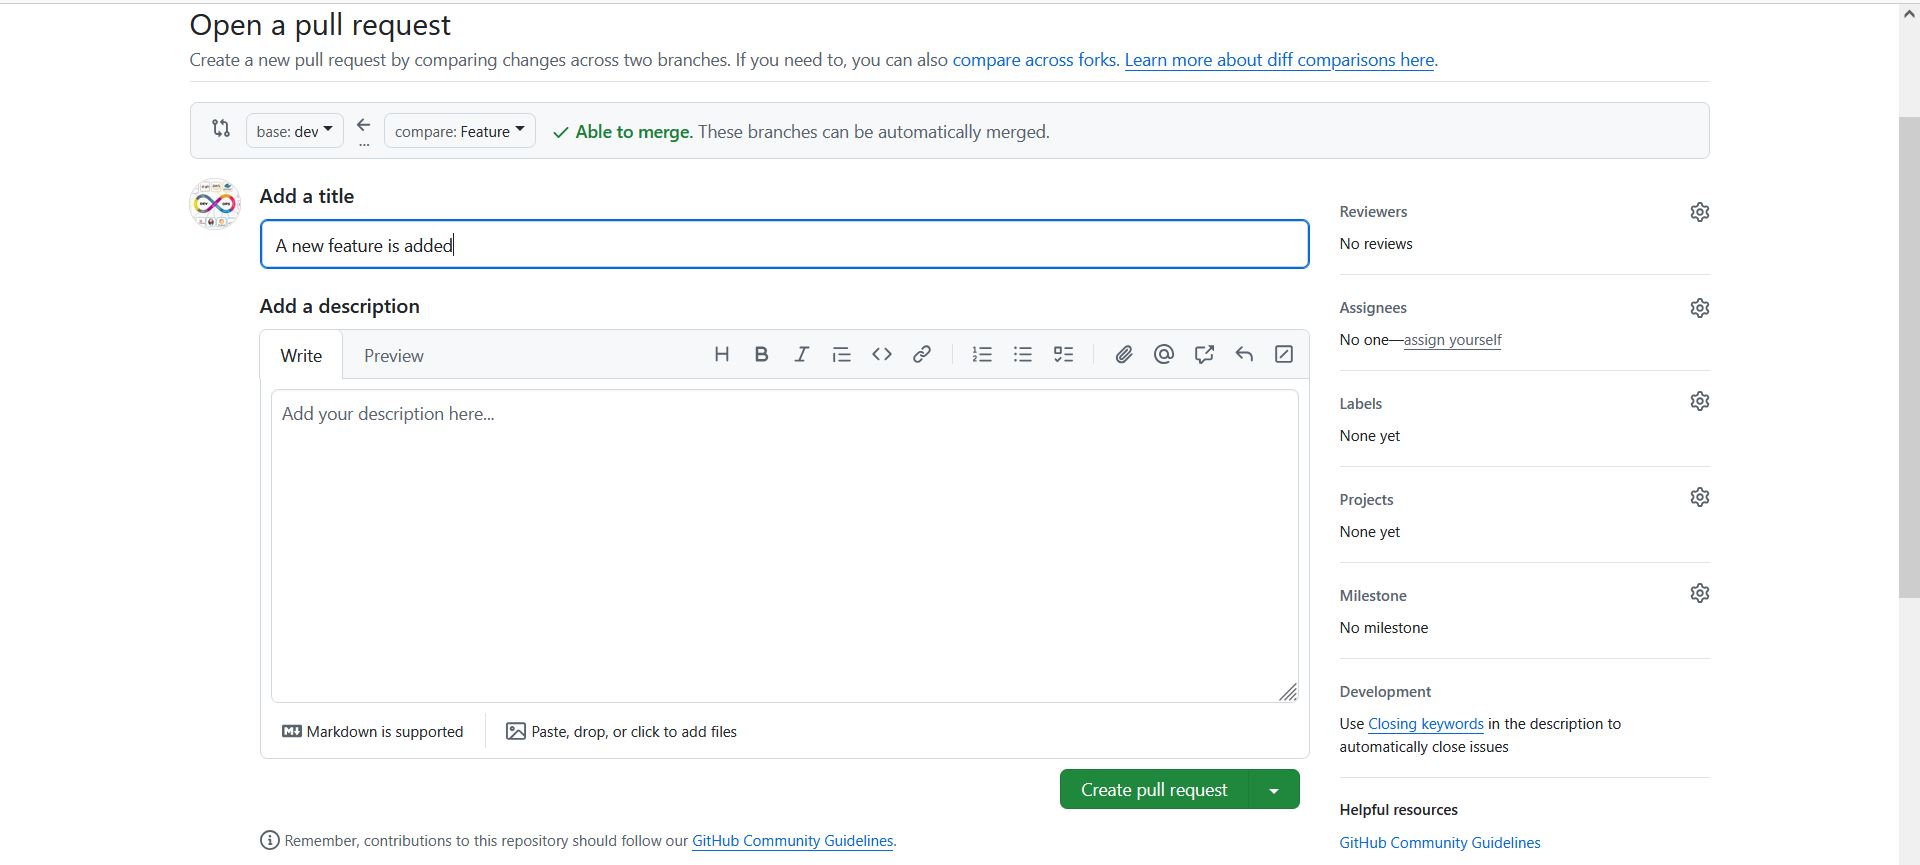 Open a pull request
Create a new pull request by comparing changes across two branches. If you need to, you can also compare across forks. Learn more about diff comparisons here.
base: dev
...
compare: Feature
Able to merge. These branches can be automatically merged.
Add a title
A new feature is added
Add a description
Write
Preview
Add your description here...
Markdown is supported
Paste, drop, or click to add files
Create pull request
Remember, contributions to this repository should follow our GitHub Community Guidelines.
Reviewers
No reviews
Assignees
No one—assign yourself
Labels
None yet
Projects
None yet
Milestone
No milestone
Development
Use Closing keywords in the description to
automatically close issues
Helpful resources
GitHub Community Guidelines